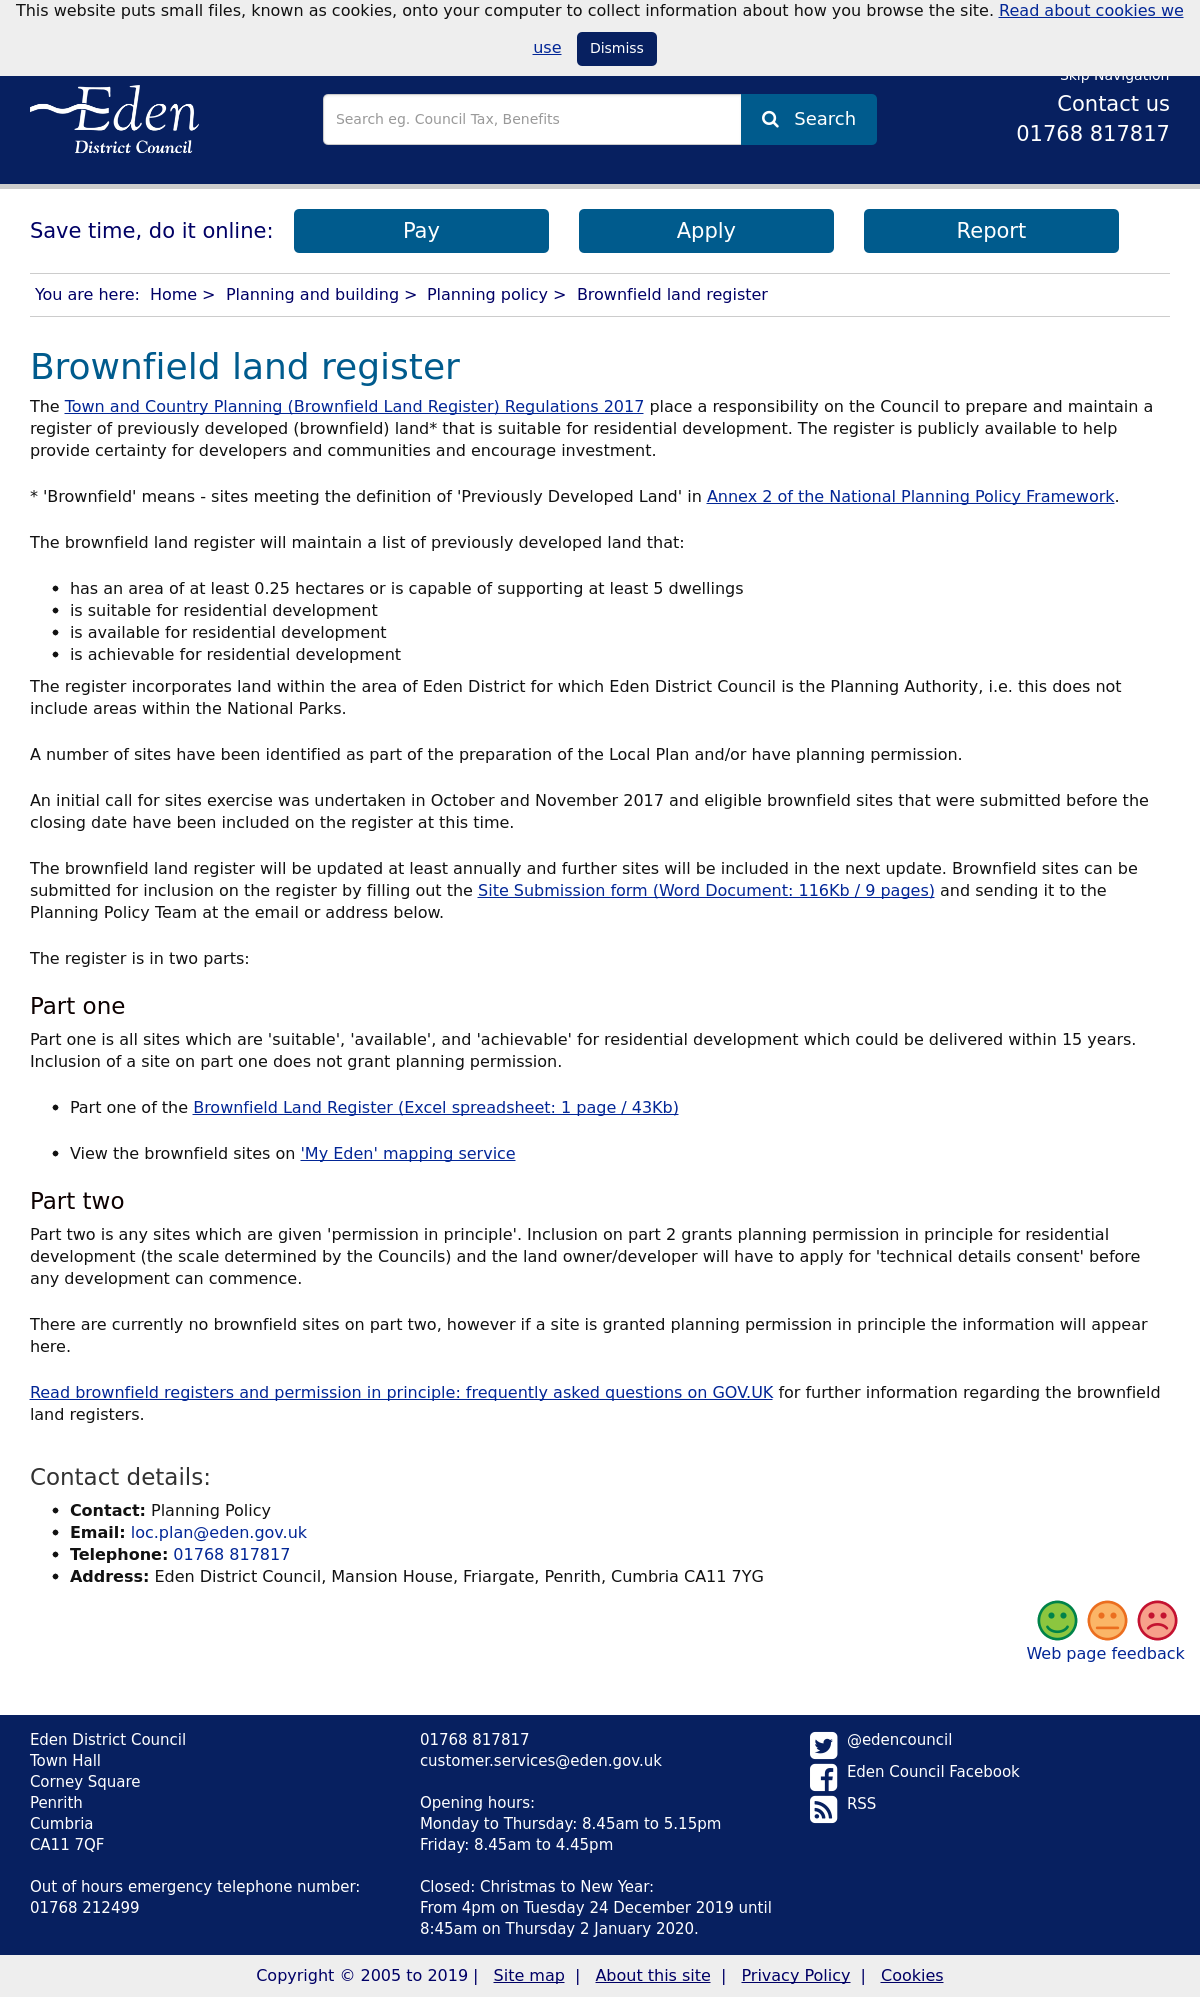 This website puts small files, known as cookies, onto your computer to collect information about how you browse the site. Read about cookies we
use Dismiss
Skip Navigation
Eden
District Council
Search eg. Council Tax, Benefits
Search
Contact us
01768 817817
Save time, do it online: Pay Apply Report
You are here: Home > Planning and building > Planning policy > Brownfield land register
Brownfield land register
The Town and Country Planning (Brownfield Land Register) Regulations 2017 place a responsibility on the Council to prepare and maintain a
register of previously developed (brownfield) land* that is suitable for residential development. The register is publicly available to help
provide certainty for developers and communities and encourage investment.
* 'Brownfield' means - sites meeting the definition of 'Previously Developed Land' in Annex 2 of the National Planning Policy Framework.
The brownfield land register will maintain a list of previously developed land that:
• has an area of at least 0.25 hectares or is capable of supporting at least 5 dwellings
• is suitable for residential development
• is available for residential development
• is achievable for residential development
The register incorporates land within the area of Eden District for which Eden District Council is the Planning Authority, i.e. this does not
include areas within the National Parks.
A number of sites have been identified as part of the preparation of the Local Plan and/or have planning permission.
An initial call for sites exercise was undertaken in October and November 2017 and eligible brownfield sites that were submitted before the
closing date have been included on the register at this time.
The brownfield land register will be updated at least annually and further sites will be included in the next update. Brownfield sites can be
submitted for inclusion on the register by filling out the Site Submission form (Word Document: 116Kb / 9 pages) and sending it to the
Planning Policy Team at the email or address below.
The register is in two parts:
Part one
Part one is all sites which are 'suitable', 'available', and 'achievable' for residential development which could be delivered within 15 years.
Inclusion of a site on part one does not grant planning permission.
• Part one of the Brownfield Land Register (Excel spreadsheet: 1 page / 43Kb)
• View the brownfield sites on 'My Eden' mapping service
Part two
Part two is any sites which are given 'permission in principle'. Inclusion on part 2 grants planning permission in principle for residential
development (the scale determined by the Councils) and the land owner/developer will have to apply for 'technical details consent' before
any development can commence.
There are currently no brownfield sites on part two, however if a site is granted planning permission in principle the information will appear
here.
Read brownfield registers and permission in principle: frequently asked questions on GOV.UK for further information regarding the brownfield
land registers.
Contact details:
• Contact: Planning Policy
• Email: loc.plan@eden.gov.uk
• Telephone: 01768 817817
• Address: Eden District Council, Mansion House, Friargate, Penrith, Cumbria CA11 7YG
Web page feedback
Eden District Council
Town Hall
Corney Square
Penrith
Cumbria
CA11 7QF
Out of hours emergency telephone number:
01768 212499
01768 817817
customer.services@eden.gov.uk
Opening hours:
Monday to Thursday: 8.45am to 5.15pm
Friday: 8.45am to 4.45pm
Closed: Christmas to New Year:
From 4pm on Tuesday 24 December 2019 until
8:45am on Thursday 2 January 2020.
@edencouncil
Eden Council Facebook
RSS
Copyright © 2005 to 2019 | Site map | About this site | Privacy Policy | Cookies